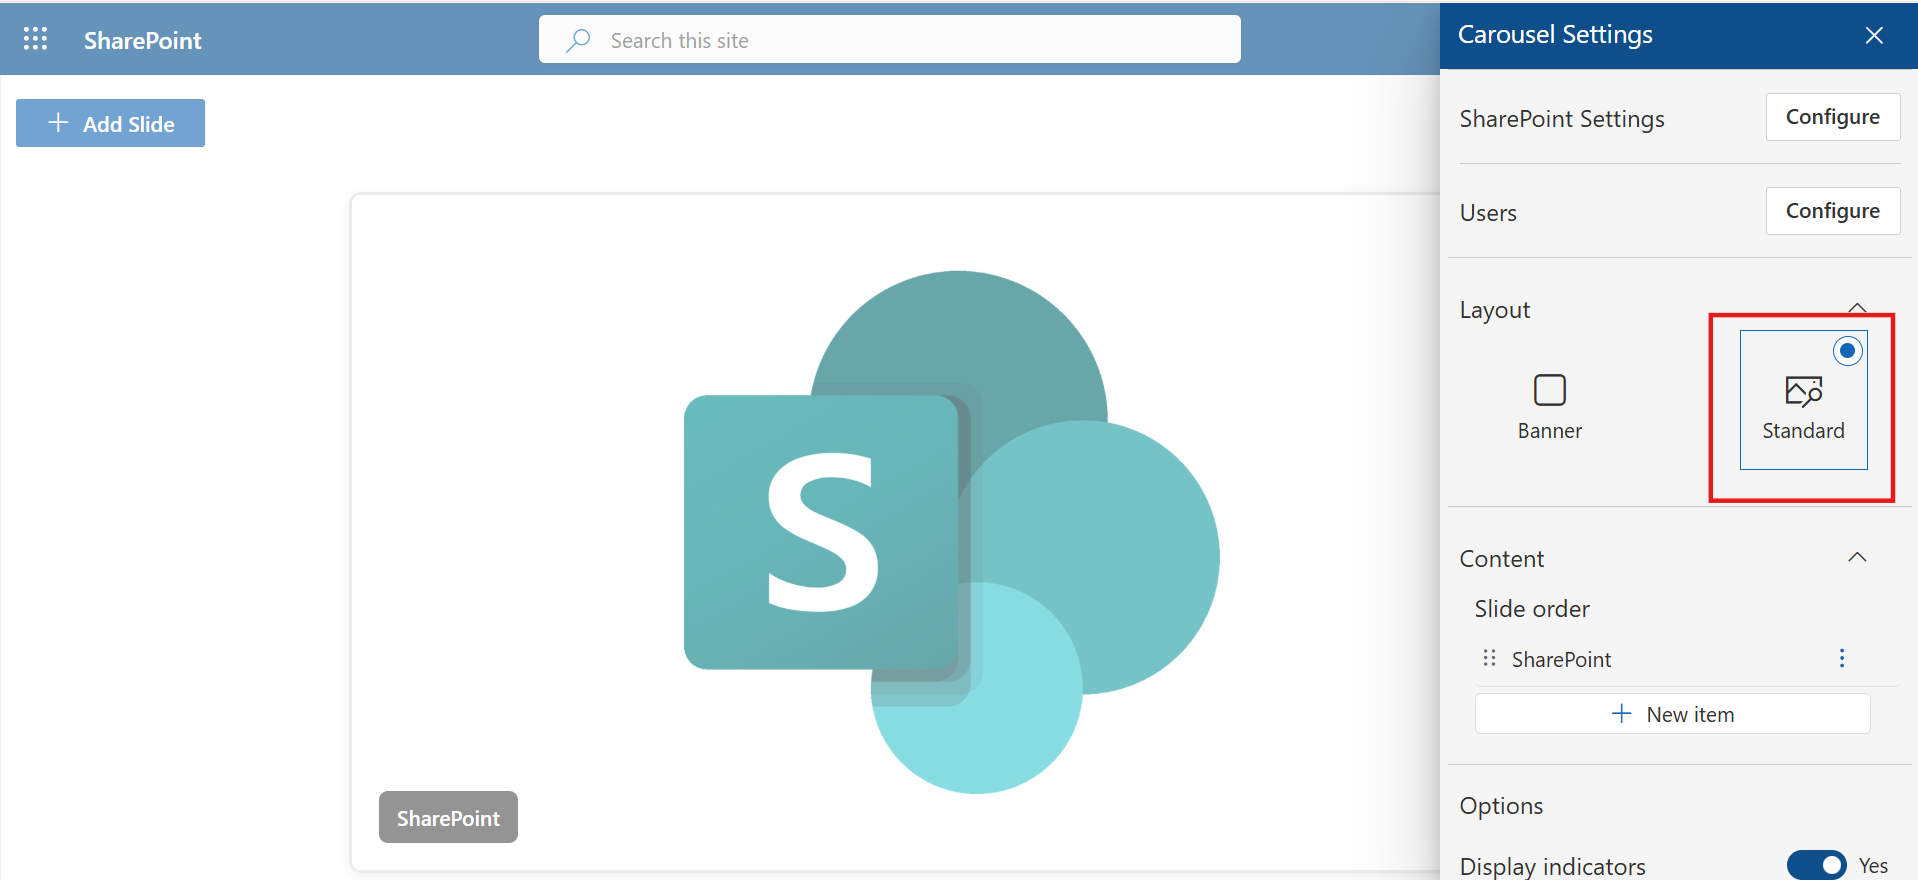 SharePoint
Search this site
Carousel Settings
Add Slide
SharePoint Settings
Configure
Users
Configure
Layout
Banner
Standard
S
Content
Slide order
SharePoint
New item
SharePoint
Options
Display indicators
Yes